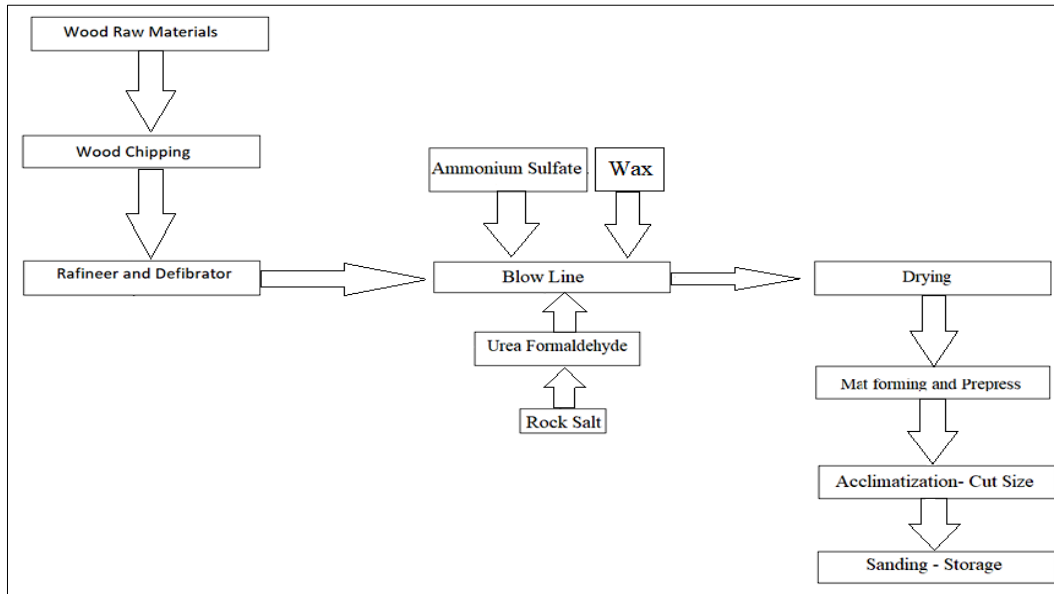 Wood Raw Materials
Wood Chipping
Rafineer and Defibrator
Ammonium Sulfate
Wax
Blow Line
Urea Formaldehyde
Rock Salt
Drying
Mat forming and Prepress
Acclimatization- Cut Size
Sanding - Storage